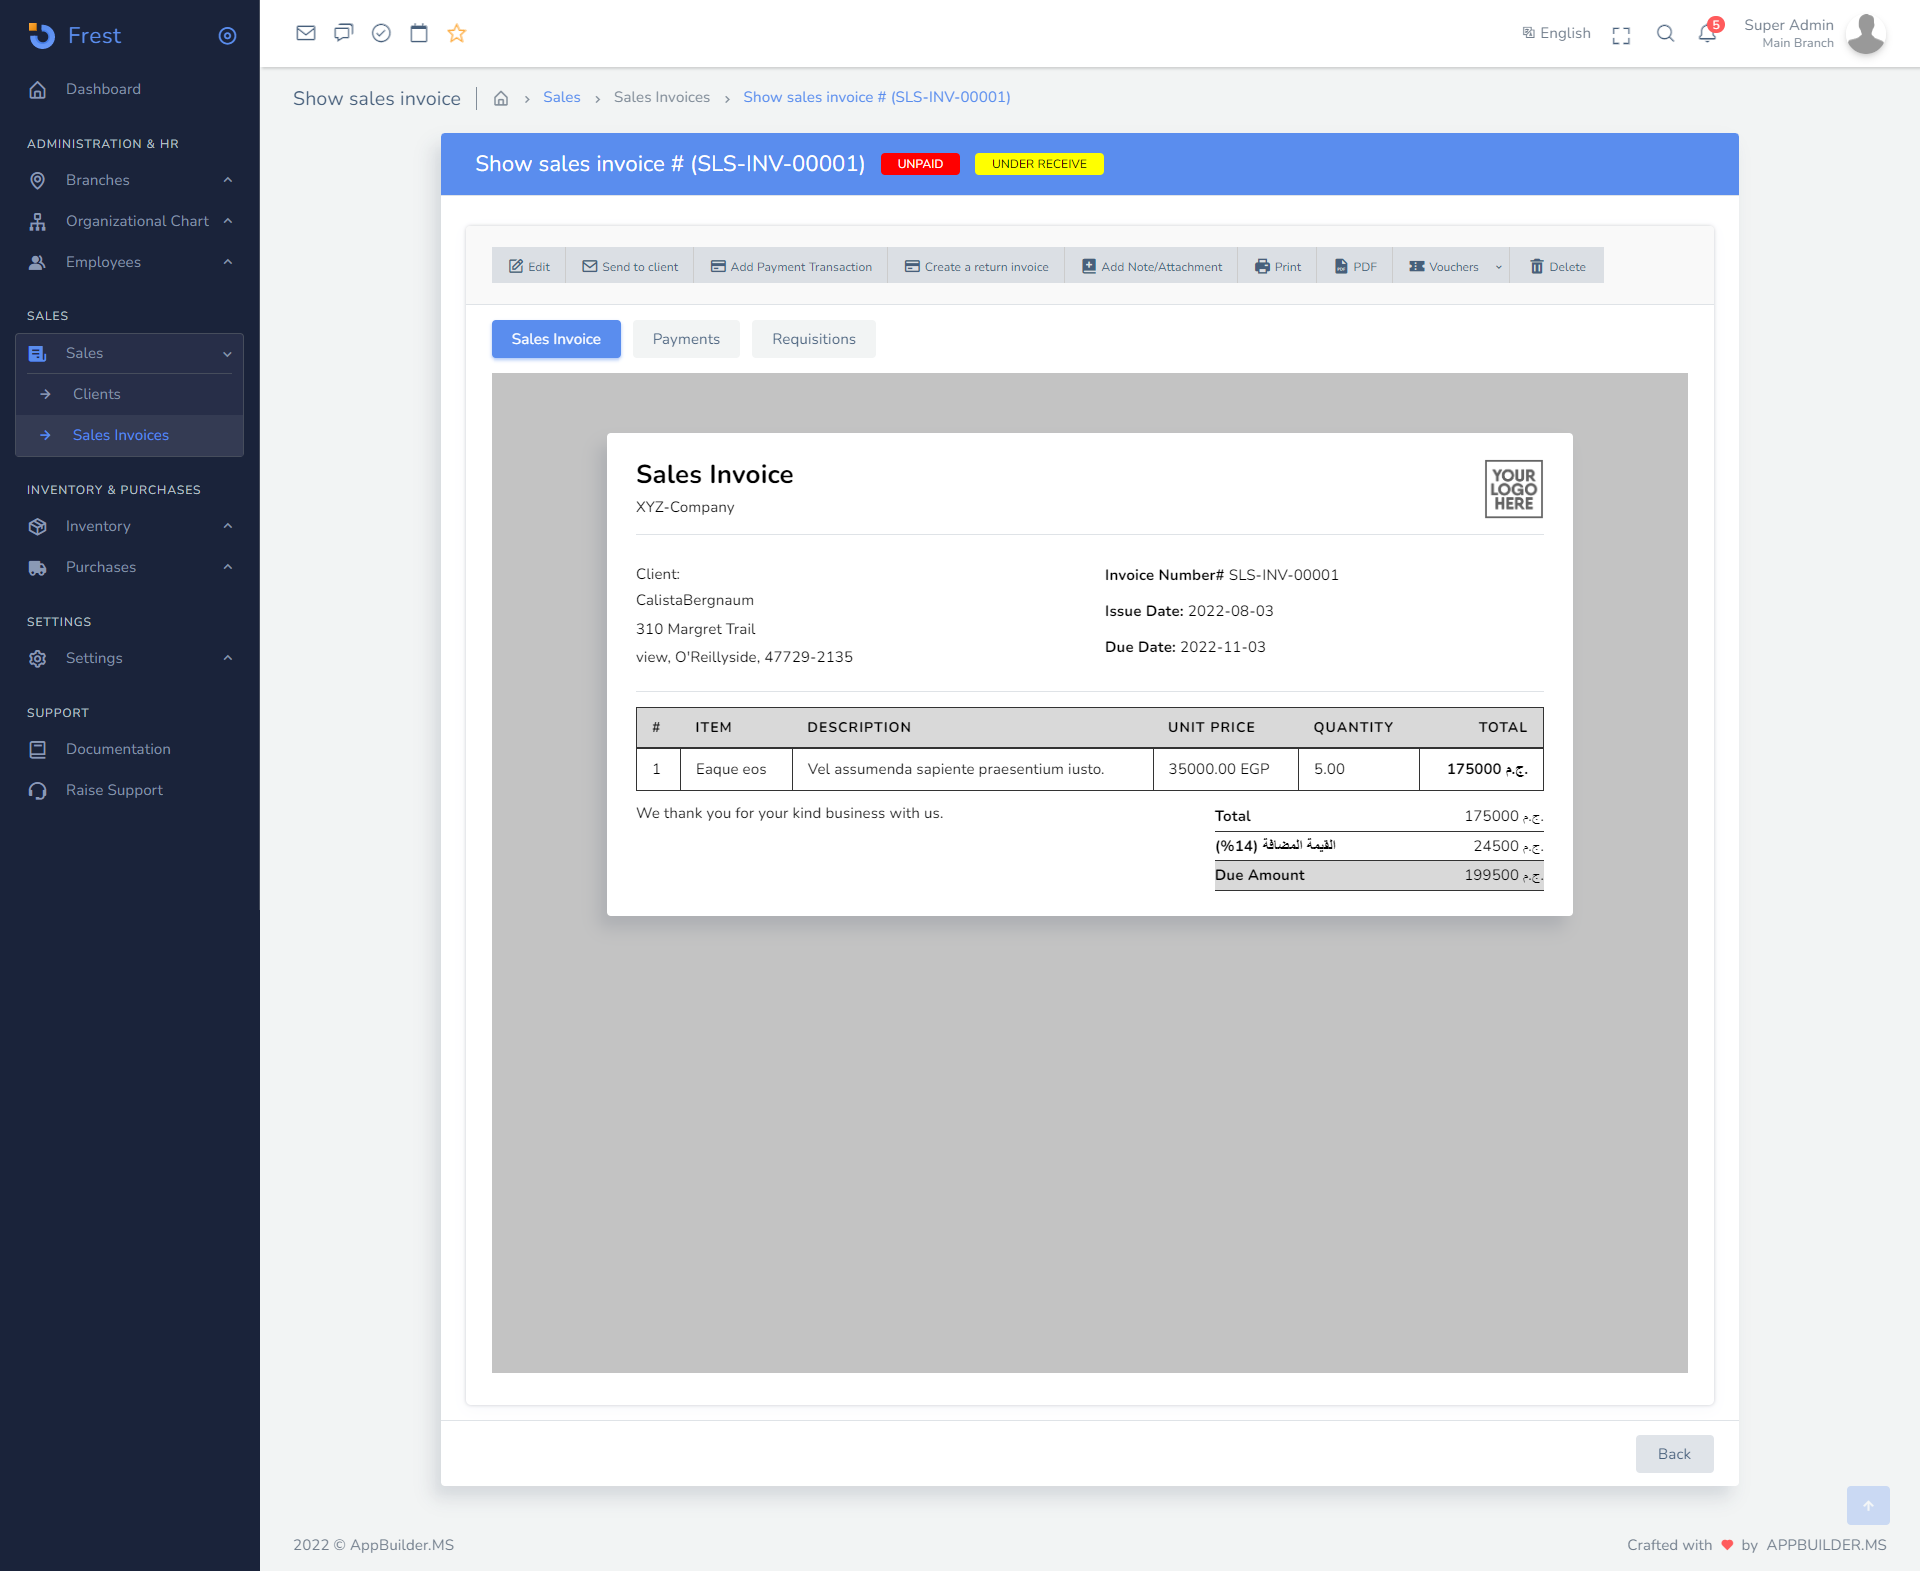 Frest
English
5
Super Admin
Main Branch
Dashboard
ADMINISTRATION & HR
Branches
Organizational Chart
Employees
SALES
Sales
Clients
Sales Invoices
INVENTORY & PURCHASES
Inventory
Purchases
SETTINGS
Settings
SUPPORT
Documentation
Raise Support
Show sales invoice
Sales
Sales Invoices
Show sales invoice # (SLS-INV-00001)
Show sales invoice # (SLS-INV-00001) UNPAID UNDER RECEIVE
Edit Send to client Add Payment Transaction Create a return invoice Add Note/Attachment Print PDF Vouchers Delete
Sales Invoice Payments Requisitions
Sales Invoice
XYZ-Company
YOUR
LOGO
HERE
Client:
CalistaBergnaum
310 Margret Trail
view, O'Reillyside, 47729-2135
Invoice Number# SLS-INV-00001
Issue Date: 2022-08-03
Due Date: 2022-11-03
# ITEM DESCRIPTION UNIT PRICE QUANTITY TOTAL
1 Eaque eos Vel assumenda sapiente praesentium iusto. 35000.00 EGP 5.00 175000 ج.م.
We thank you for your kind business with us.
Total 175000 ج.م.
القيمة المضافة (14%) 24500 ج.م.
Due Amount 199500 ج.م.
Back
2022 © AppBuilder.MS
Crafted with by APPBUILDER.MS